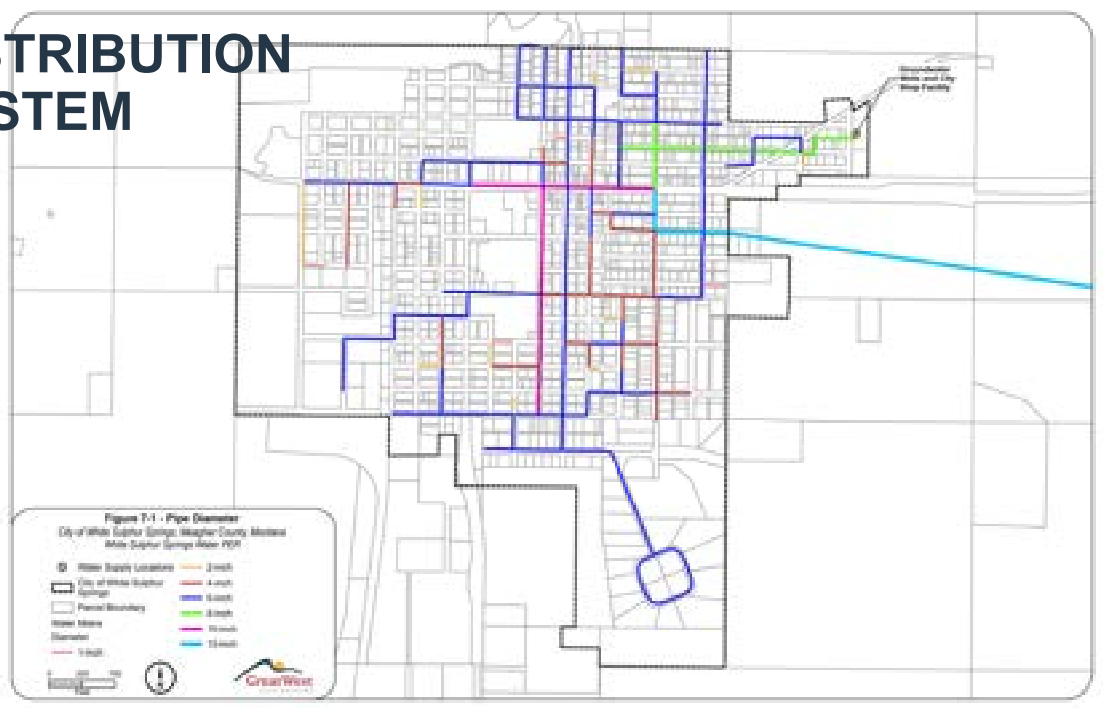 STRIBUTION
STEM
Figure 7-1 - Pipe Diameter
City of White Sulphur Springs, Meagher County, Montana
White Sulphur Springs Water PER
Water Supply Locations
City of White Sulphur
Springs
Parcel Boundary
Water Mains
Diameter
1-inch
2-inch
4-inch
6-inch
8-inch
10-inch
12-inch
Great West